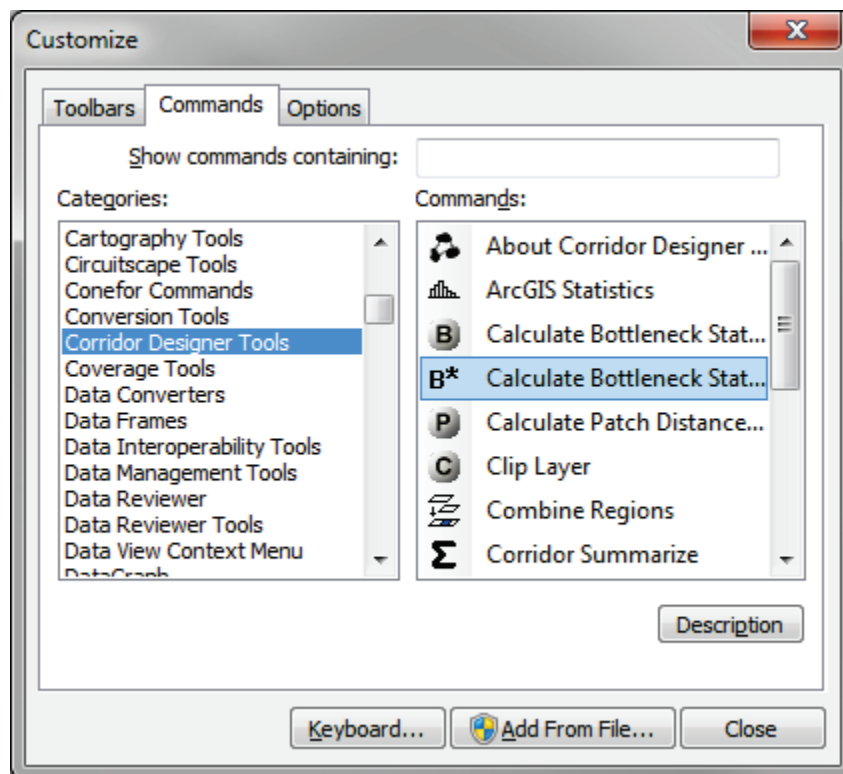 Customize
Toolbars Commands Options
Show commands containing:
Categories: Commands:
Cartography Tools
Circuitscape Tools
Conefor Commands
Conversion Tools
Corridor Designer Tools
Coverage Tools
Data Converters
Data Frames
Data Interoperability Tools
Data Management Tools
Data Reviewer
Data Reviewer Tools
Data View Context Menu
DataGraph
About Corridor Designer ...
ArcGIS Statistics
B Calculate Bottleneck Stat...
B* Calculate Bottleneck Stat...
P Calculate Patch Distance...
C Clip Layer
Combine Regions
Σ Corridor Summarize
Description
Keyboard... Add From File... Close